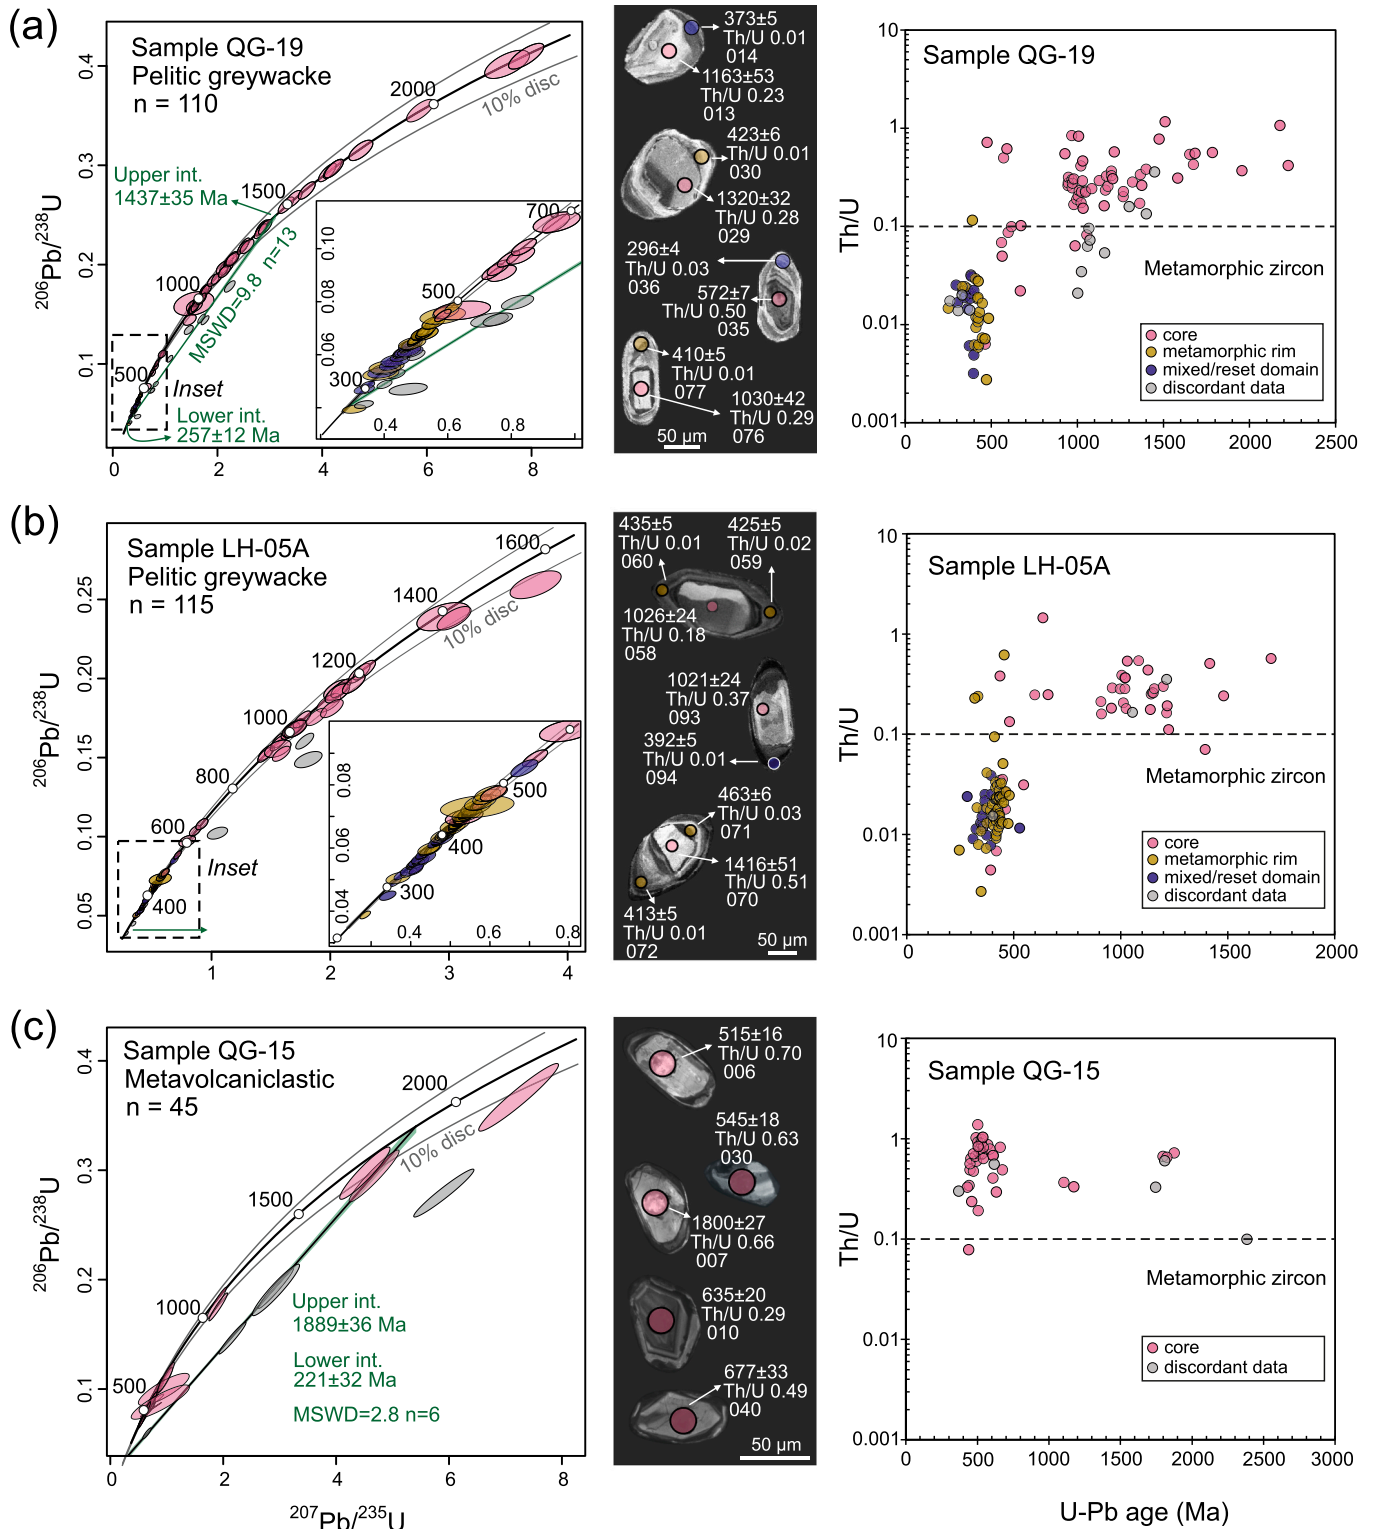 (a)
Sample QG-19
Pelitic greywacke
n = 110
206Pb/238U
0.4
0.3
0.2
0.1
0
2
4
6
8
2000
1500
1000
500
10% disc
Upper int.
1437±35 Ma
MSWD=9.8 n=13
Inset
Lower int.
257±12 Ma
0.10
0.08
0.06
0.4
0.6
0.8
700
500
300
373±5
Th/U 0.01
014
1163±53
Th/U 0.23
013
423±6
Th/U 0.01
030
1320±32
Th/U 0.28
029
296±4
Th/U 0.03
036
572±7
Th/U 0.50
035
410±5
Th/U 0.01
077
1030±42
Th/U 0.29
076
50 µm
Sample QG-19
Th/U
10
1
0.1
0.01
0.001
0
500
1000
1500
2000
2500
Metamorphic zircon
core
metamorphic rim
mixed/reset domain
discordant data
(b)
Sample LH-05A
Pelitic greywacke
n = 115
206Pb/238U
0.25
0.20
0.15
0.10
0.05
1
2
3
4
1600
1400
1200
1000
800
600
400
10% disc
Inset
0.08
0.06
0.04
0.4
0.6
0.8
500
400
300
435±5
Th/U 0.01
060
425±5
Th/U 0.02
059
1026±24
Th/U 0.18
058
1021±24
Th/U 0.37
093
392±5
Th/U 0.01
094
463±6
Th/U 0.03
071
1416±51
Th/U 0.51
070
413±5
Th/U 0.01
072
50 µm
Sample LH-05A
Th/U
10
1
0.1
0.01
0.001
0
500
1000
1500
2000
Metamorphic zircon
core
metamorphic rim
mixed/reset domain
discordant data
(c)
Sample QG-15
Metavolcaniclastic
n = 45
206Pb/238U
0.4
0.3
0.2
0.1
0
2
4
6
8
2000
1500
1000
500
10% disc
Upper int.
1889±36 Ma
Lower int.
221±32 Ma
MSWD=2.8 n=6
207Pb/235U
515±16
Th/U 0.70
006
545±18
Th/U 0.63
030
1800±27
Th/U 0.66
007
635±20
Th/U 0.29
010
677±33
Th/U 0.49
040
50 µm
Sample QG-15
Th/U
10
1
0.1
0.01
0.001
0
500
1000
1500
2000
2500
3000
Metamorphic zircon
core
discordant data
U-Pb age (Ma)